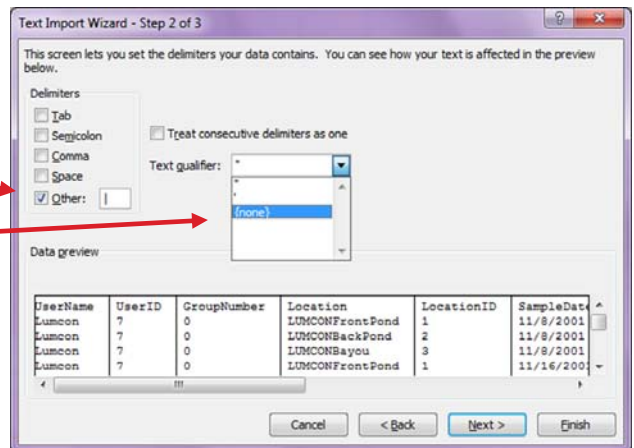 Text Import Wizard - Step 2 of 3
This screen lets you set the delimiters your data contains. You can see how your text is affected in the preview
below.
Delimiters
Tab
Semicolon
Comma
Space
Other: |
Treat consecutive delimiters as one
Text qualifier: "
"
'
{none}
Data preview
UserName UserID GroupNumber Location LocationID SampleDate
Lumcon 7 0 LUMCONFrontPond 1 11/8/2001
Lumcon 7 0 LUMCONBackPond 2 11/8/2001
Lumcon 7 0 LUMCONBayou 3 11/8/2001
Lumcon 7 0 LUMCONFrontPond 1 11/16/2001
Cancel < Back Next > Finish